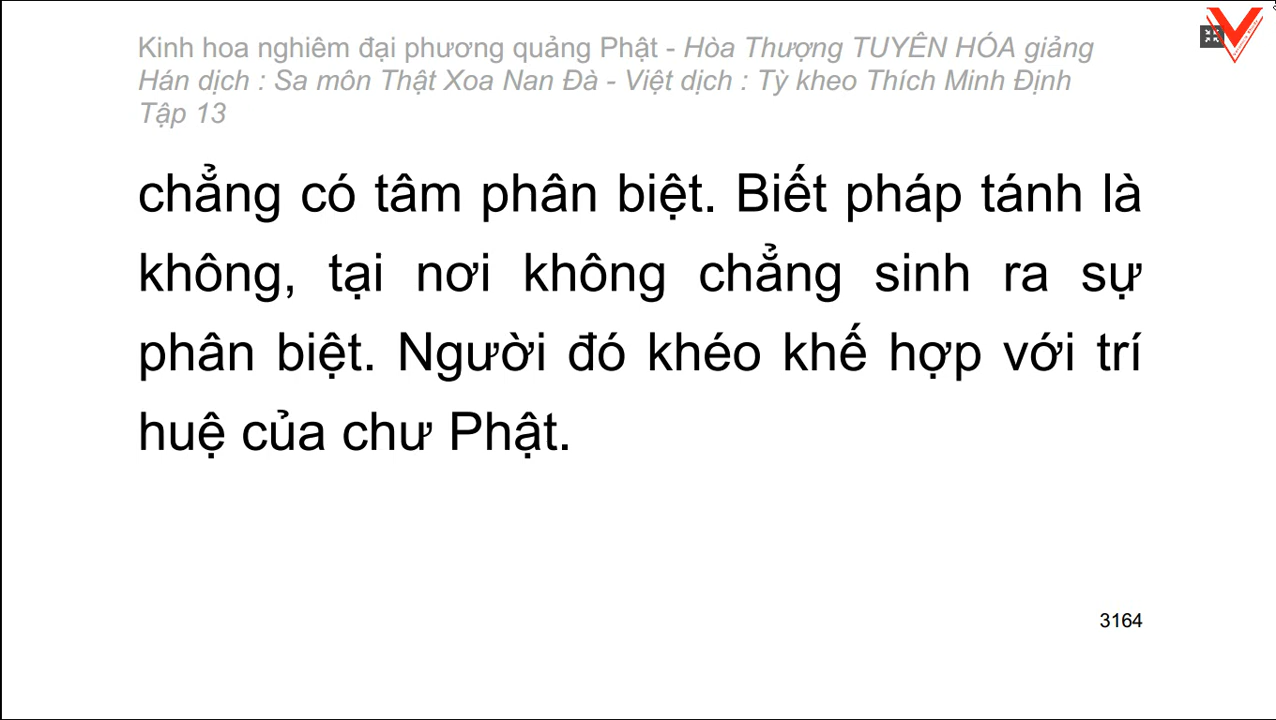 Kinh hoa nghiêm đại phương quảng Phật - Hòa Thượng TUYÊN HÓA giảng
Hán dịch : Sa môn Thật Xoa Nan Đà - Việt dịch : Tỳ kheo Thích Minh Định
Tập 13
chẳng có tâm phân biệt. Biết pháp tánh là
không, tại nơi không chẳng sinh ra sự
phân biệt. Người đó khéo khế hợp với trí
huệ của chư Phật.
3164